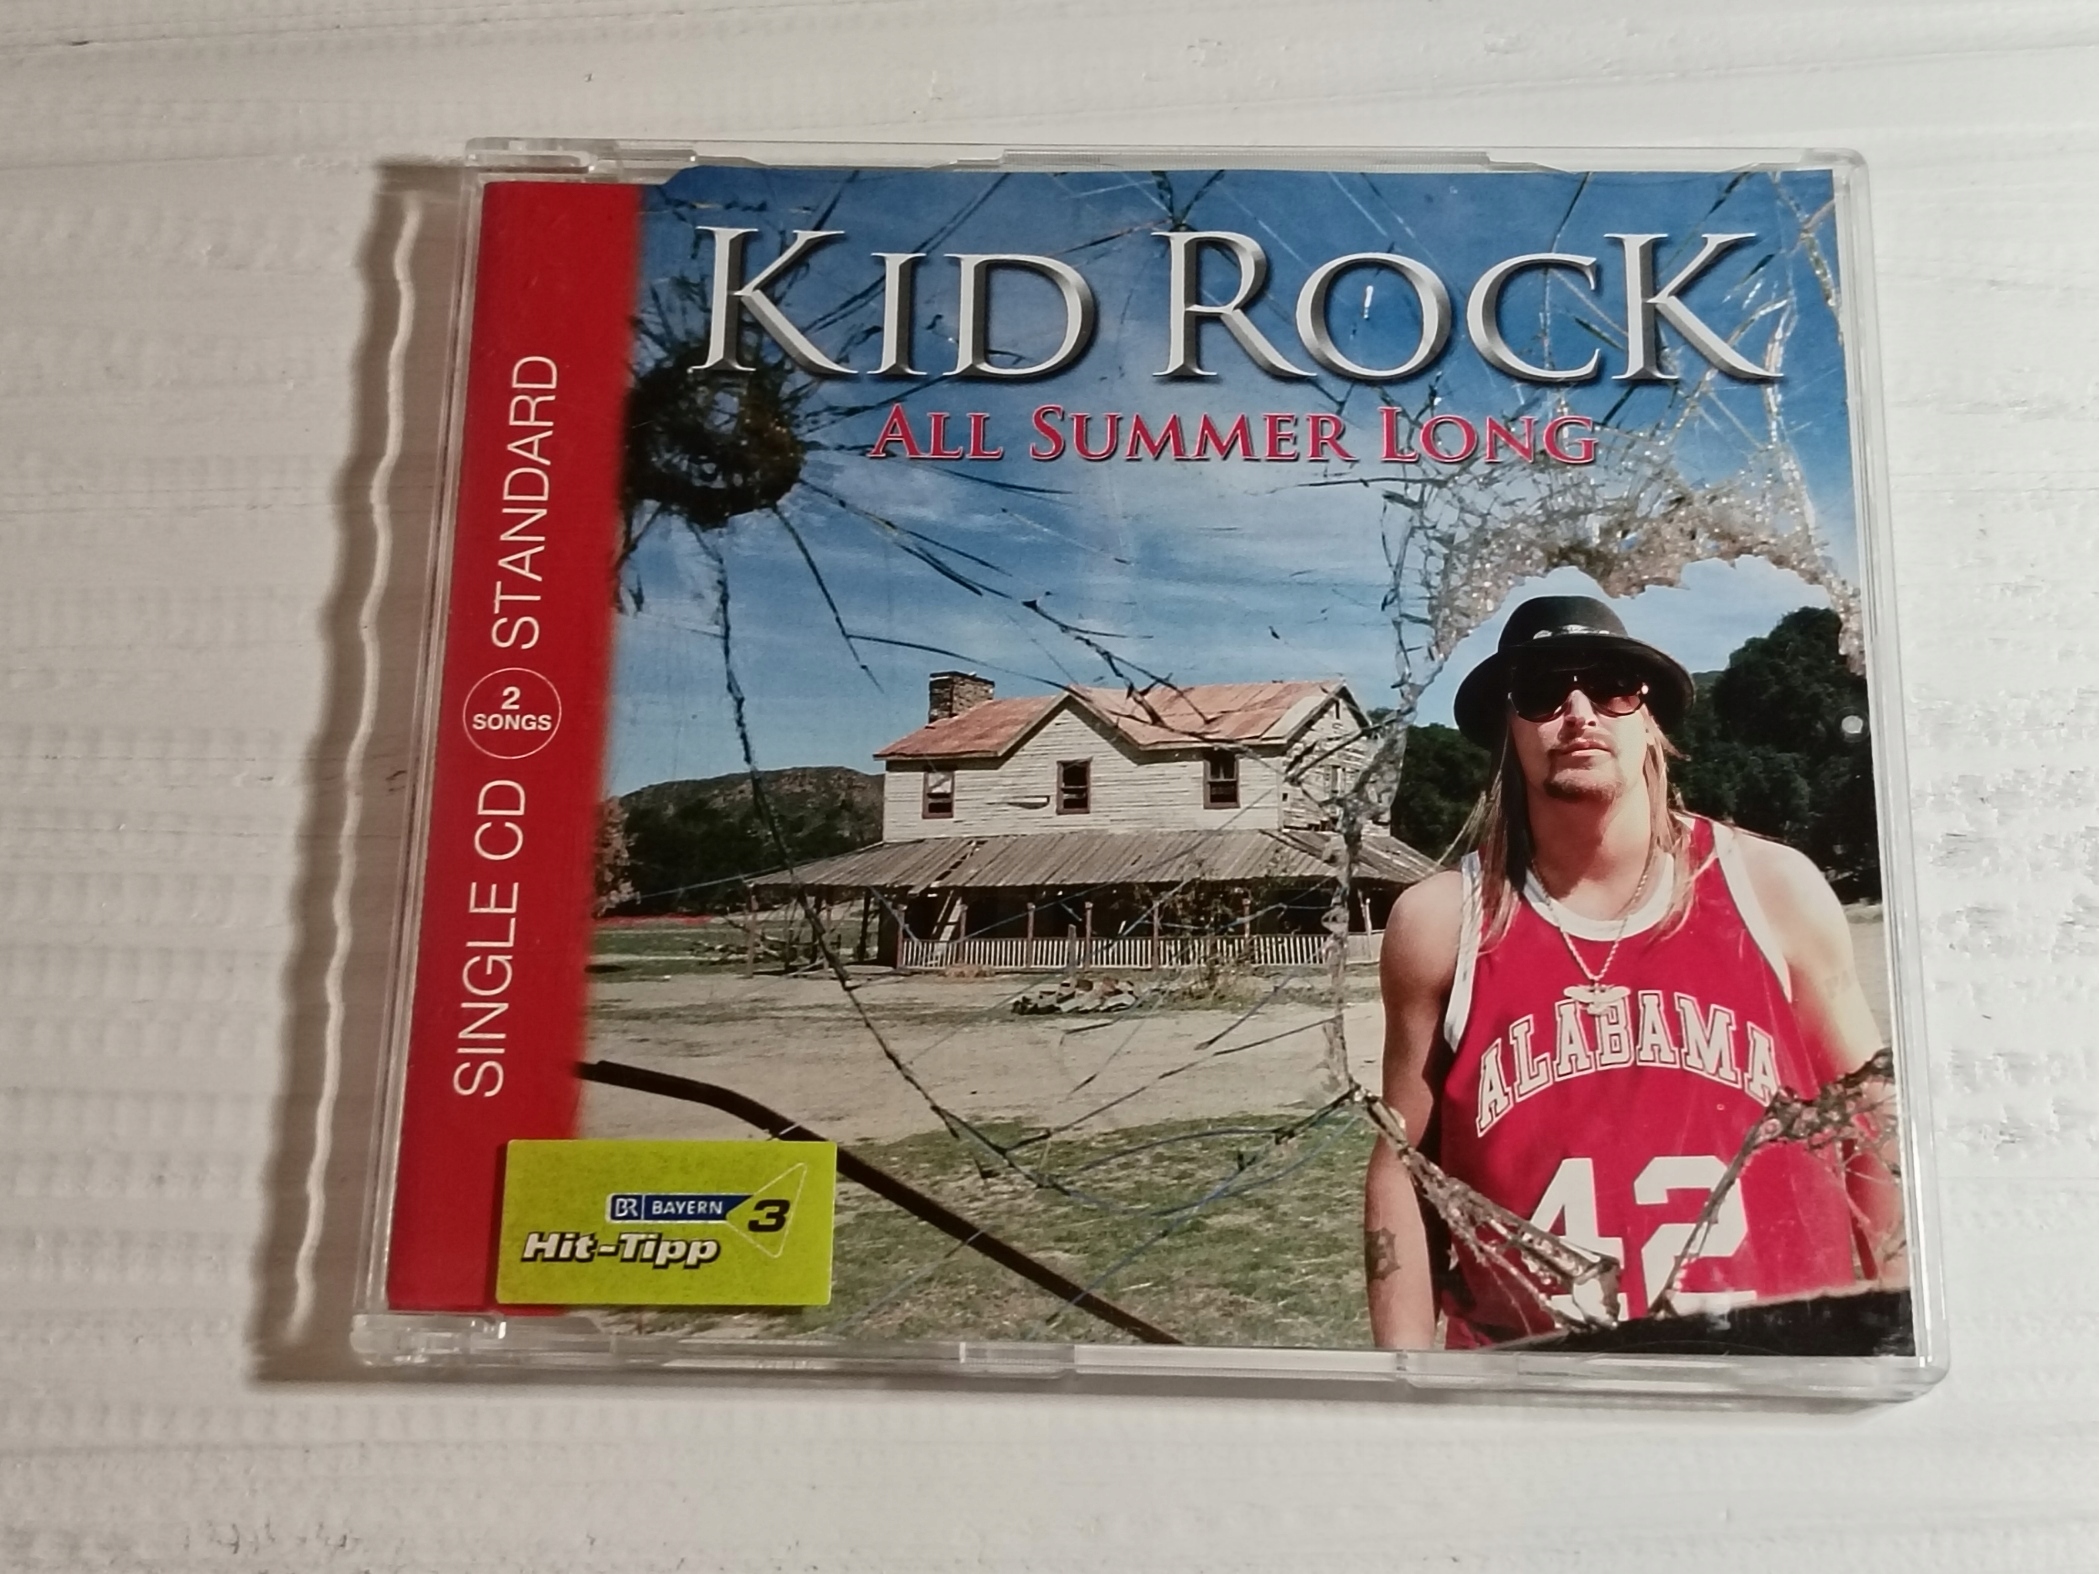 KID ROCK
ALL SUMMER LONG
SINGLE CD 2 SONGS STANDARD
ALABAMA
42
BR BAYERN 3
Hit-Tipp